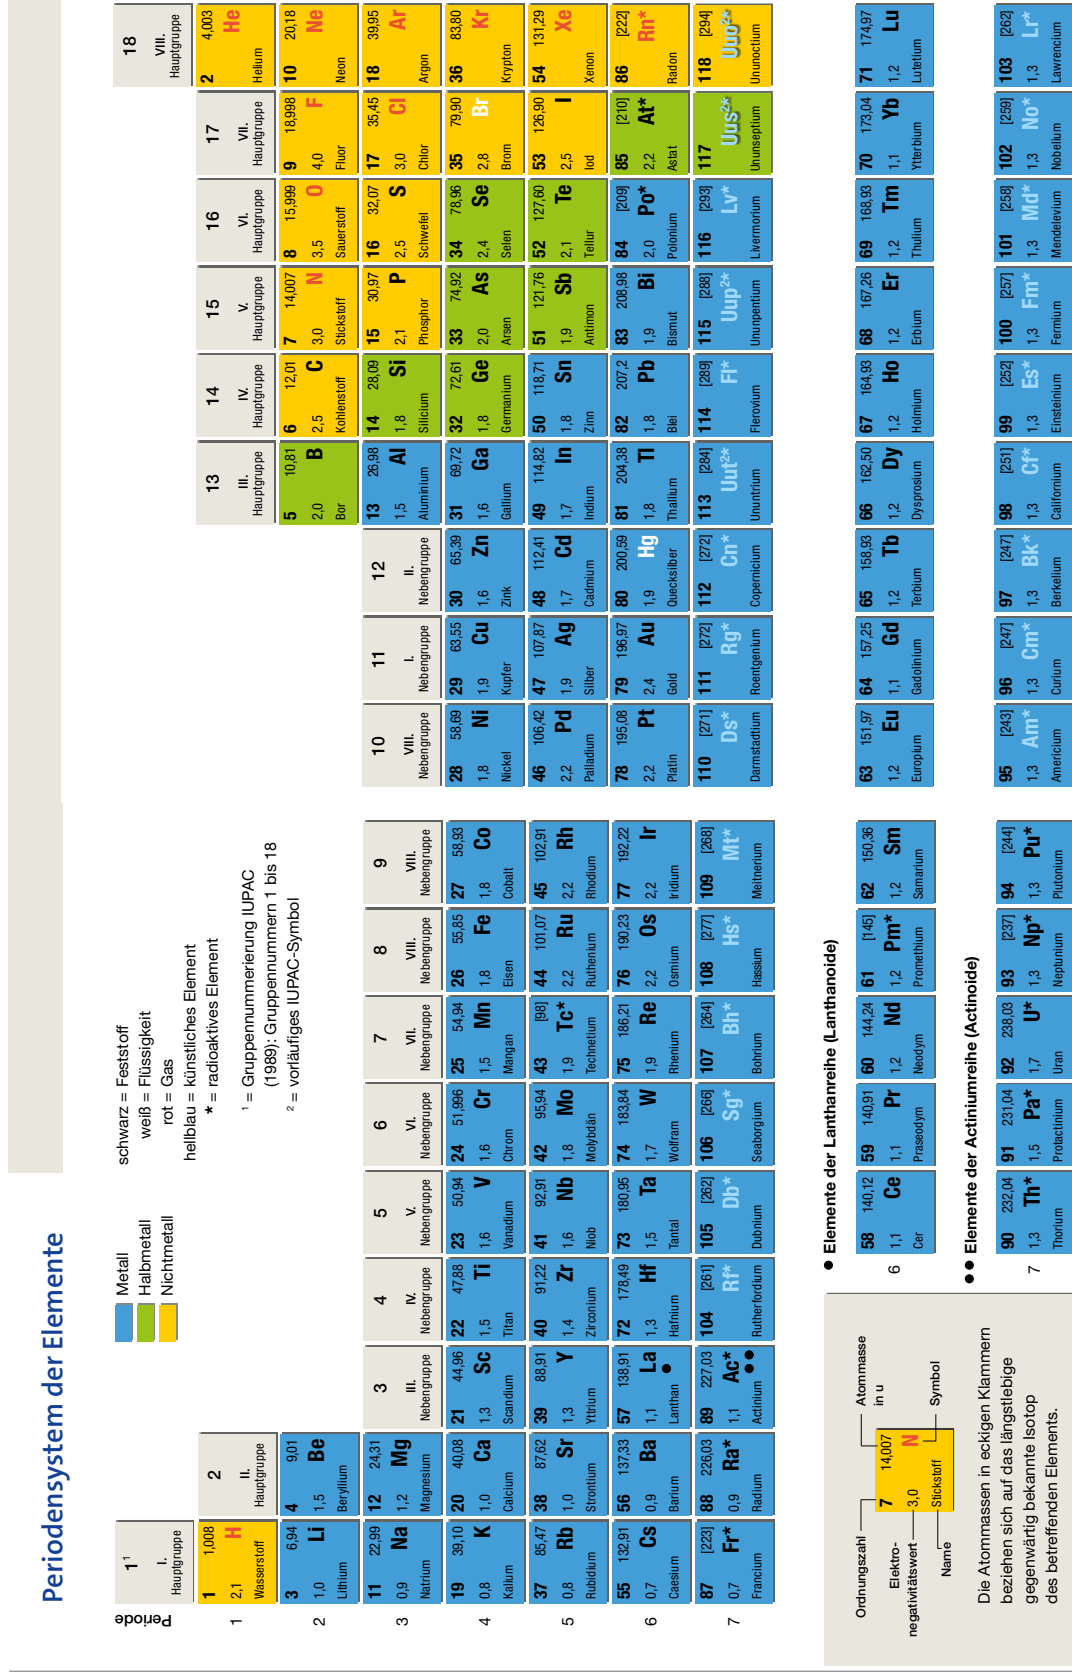 Periodensystem der Elemente
Metall
Halbmetall
Nichtmetall
schwarz = Feststoff
weiß = Flüssigkeit
rot = Gas
hellblau = künstliches Element
* = radioaktives Element
1 = Gruppennummerierung IUPAC
(1989): Gruppennummern 1 bis 18
2 = vorläufiges IUPAC-Symbol
Periode
1¹ I. Hauptgruppe
2 II. Hauptgruppe
3 III. Nebengruppe
4 IV. Nebengruppe
5 V. Nebengruppe
6 VI. Nebengruppe
7 VII. Nebengruppe
8 VIII. Nebengruppe
9 VIII. Nebengruppe
10 VIII. Nebengruppe
11 I. Nebengruppe
12 II. Nebengruppe
13 III. Hauptgruppe
14 IV. Hauptgruppe
15 V. Hauptgruppe
16 VI. Hauptgruppe
17 VII. Hauptgruppe
18 VIII. Hauptgruppe
1
1 1,008 H 2,1 Wasserstoff
2 4,003 He Helium
2
3 6,94 Li 1,0 Lithium
4 9,01 Be 1,5 Beryllium
5 10,81 B 2,0 Bor
6 12,01 C 2,5 Kohlenstoff
7 14,007 N 3,0 Stickstoff
8 15,999 O 3,5 Sauerstoff
9 18,998 F 4,0 Fluor
10 20,18 Ne Neon
3
11 22,99 Na 0,9 Natrium
12 24,31 Mg 1,2 Magnesium
13 26,98 Al 1,5 Aluminium
14 28,09 Si 1,8 Silicium
15 30,97 P 2,1 Phosphor
16 32,07 S 2,5 Schwefel
17 35,45 Cl 3,0 Chlor
18 39,95 Ar Argon
4
19 39,10 K 0,8 Kalium
20 40,08 Ca 1,0 Calcium
21 44,96 Sc 1,3 Scandium
22 47,88 Ti 1,5 Titan
23 50,94 V 1,6 Vanadium
24 51,996 Cr 1,6 Chrom
25 54,94 Mn 1,5 Mangan
26 55,85 Fe 1,8 Eisen
27 58,93 Co 1,8 Cobalt
28 58,69 Ni 1,8 Nickel
29 63,55 Cu 1,9 Kupfer
30 65,39 Zn 1,6 Zink
31 69,72 Ga 1,6 Gallium
32 72,61 Ge 1,8 Germanium
33 74,92 As 2,0 Arsen
34 78,96 Se 2,4 Selen
35 79,90 Br 2,8 Brom
36 83,80 Kr Krypton
5
37 85,47 Rb 0,8 Rubidium
38 87,62 Sr 1,0 Strontium
39 88,91 Y 1,3 Yttrium
40 91,22 Zr 1,4 Zirconium
41 92,91 Nb 1,6 Niob
42 95,94 Mo 1,8 Molybdän
43 [98] Tc* 1,9 Technetium
44 101,07 Ru 2,2 Ruthenium
45 102,91 Rh 2,2 Rhodium
46 106,42 Pd 2,2 Palladium
47 107,87 Ag 1,9 Silber
48 112,41 Cd 1,7 Cadmium
49 114,82 In 1,7 Indium
50 118,71 Sn 1,8 Zinn
51 121,76 Sb 1,9 Antimon
52 127,60 Te 2,1 Tellur
53 126,90 I 2,5 Iod
54 131,29 Xe Xenon
6
55 132,91 Cs 0,7 Caesium
56 137,33 Ba 0,9 Barium
57 138,91 La 1,1 Lanthan ●
72 178,49 Hf 1,3 Hafnium
73 180,95 Ta 1,5 Tantal
74 183,84 W 1,7 Wolfram
75 186,21 Re 1,9 Rhenium
76 190,23 Os 2,2 Osmium
77 192,22 Ir 2,2 Iridium
78 195,08 Pt 2,2 Platin
79 196,97 Au 2,4 Gold
80 200,59 Hg 1,9 Quecksilber
81 204,38 Tl 1,8 Thallium
82 207,2 Pb 1,8 Blei
83 208,98 Bi 1,9 Bismut
84 [209] Po* 2,0 Polonium
85 [210] At* 2,2 Astat
86 [222] Rn* Radon
7
87 [223] Fr* 0,7 Francium
88 226,03 Ra* 0,9 Radium
89 227,03 Ac* 1,1 Actinium ●●
104 [261] Rf* Rutherfordium
105 [262] Db* Dubnium
106 [266] Sg* Seaborgium
107 [264] Bh* Bohrium
108 [277] Hs* Hassium
109 [268] Mt* Meitnerium
110 [271] Ds* Darmstadtium
111 [272] Rg* Roentgenium
112 [272] Cn* Copernicium
113 [284] Uut²* Ununtrium
114 [289] Fl* Flerovium
115 [288] Uup²* Ununpentium
116 [293] Lv* Livermorium
117 Uus²* Ununseptium
118 [294] Uuo²* Ununoctium
Ordnungszahl
Atommasse in u
Elektro-
negativitätswert
Symbol
Name
7 14,007 N 3,0 Stickstoff
Die Atommassen in eckigen Klammern
beziehen sich auf das längstlebige
gegenwärtig bekannte Isotop
des betreffenden Elements.
● Elemente der Lanthanreihe (Lanthanoide)
6
58 140,12 Ce 1,1 Cer
59 140,91 Pr 1,1 Praseodym
60 144,24 Nd 1,2 Neodym
61 [145] Pm* 1,2 Promethium
62 150,36 Sm 1,2 Samarium
63 151,97 Eu 1,2 Europium
64 157,25 Gd 1,1 Gadolinium
65 158,93 Tb 1,2 Terbium
66 162,50 Dy 1,2 Dysprosium
67 164,93 Ho 1,2 Holmium
68 167,26 Er 1,2 Erbium
69 168,93 Tm 1,2 Thulium
70 173,04 Yb 1,1 Ytterbium
71 174,97 Lu 1,2 Lutetium
●● Elemente der Actiniumreihe (Actinoide)
7
90 232,04 Th* 1,3 Thorium
91 231,04 Pa* 1,5 Protactinium
92 238,03 U* 1,7 Uran
93 [237] Np* 1,3 Neptunium
94 [244] Pu* 1,3 Plutonium
95 [243] Am* 1,3 Americium
96 [247] Cm* 1,3 Curium
97 [247] Bk* 1,3 Berkelium
98 [251] Cf* 1,3 Californium
99 [252] Es* 1,3 Einsteinium
100 [257] Fm* 1,3 Fermium
101 [258] Md* 1,3 Mendelevium
102 [259] No* 1,3 Nobelium
103 [262] Lr* 1,3 Lawrencium